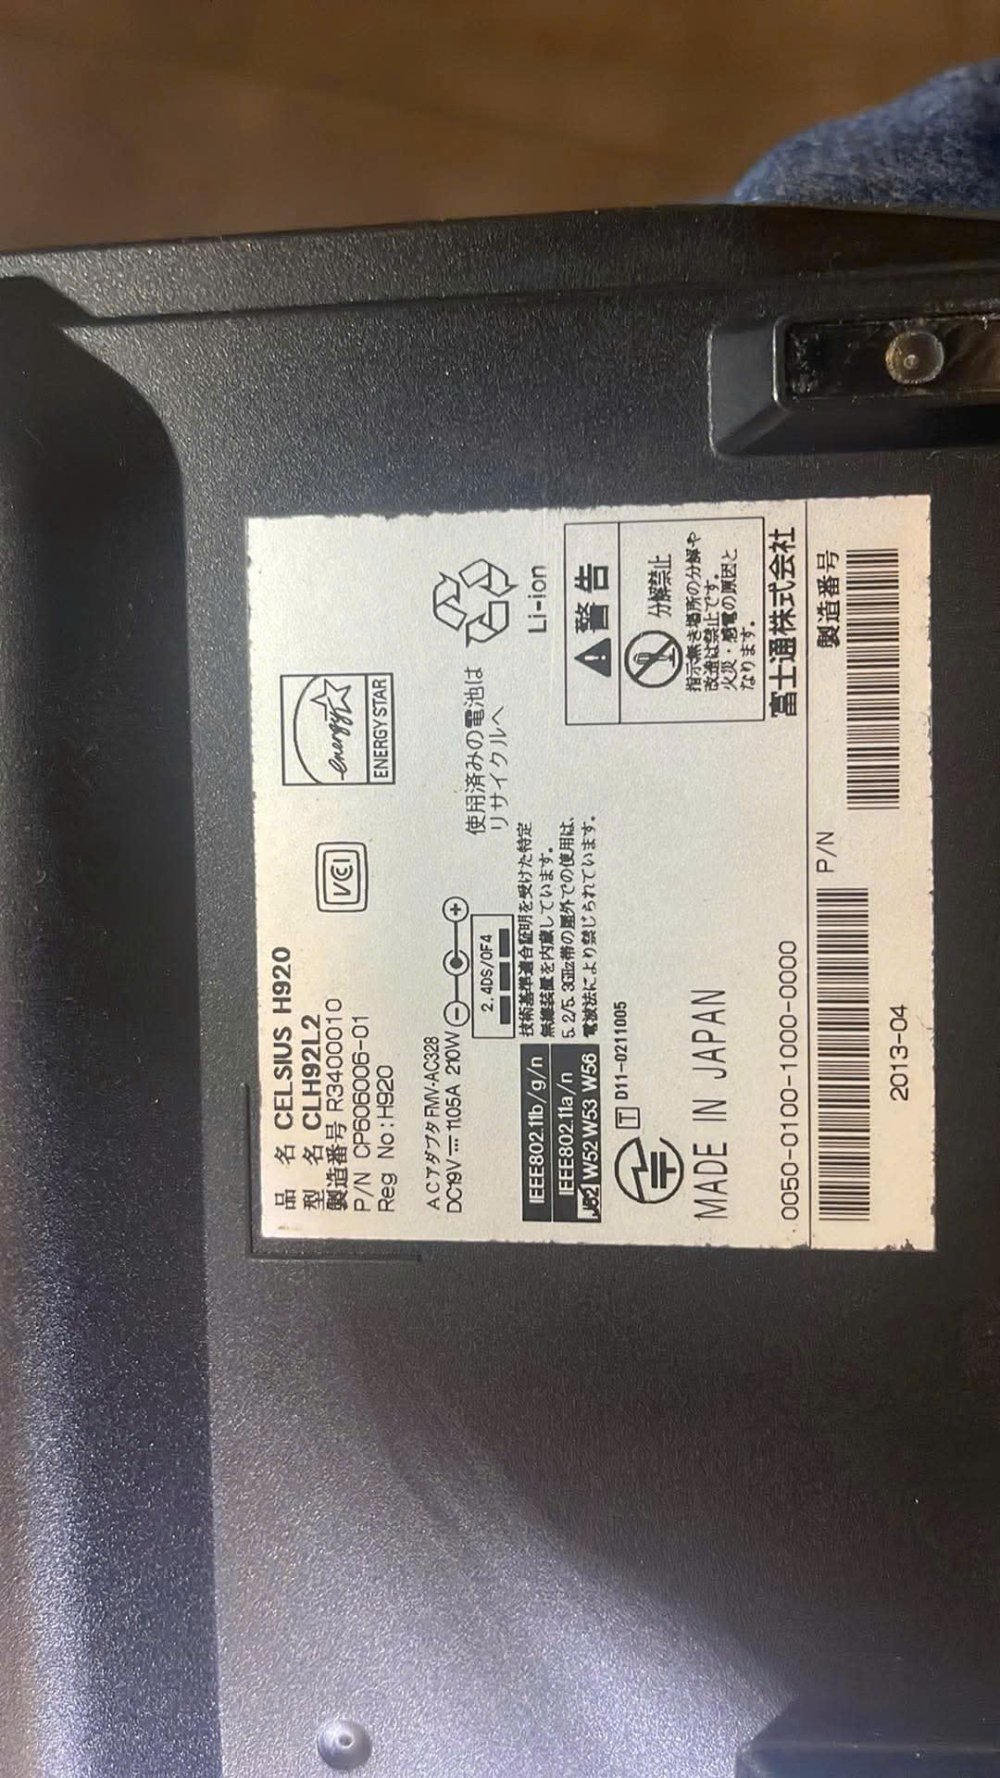 品名 CELSIUS H920
型名 CLH92L2
製造番号 R3400010
P/N CP606006-01
Reg No:H920
VCI
energy
ENERGY STAR
ACアダプタ FMV-AC328
DC19V 11.05A 210W
使用済みの電池は
リサイクルへ
Li-ion
2.4DS/OF4
IEEE802.11b/g/n
IEEE802.11a/n
J52 W52 W53 W56
技術基準適合証明を受けた特定
無線装置を内蔵しています。
5.2/5.3GHz帯の屋外での使用は、
電波法により禁じられています。
T D11-0211005
警告
分解禁止
指示無き場所の分解や
改造は禁止です。
火災・感電の原因と
なります。
MADE IN JAPAN
富士通株式会社
0050-0100-1000-0000
P/N
製造番号
2013-04